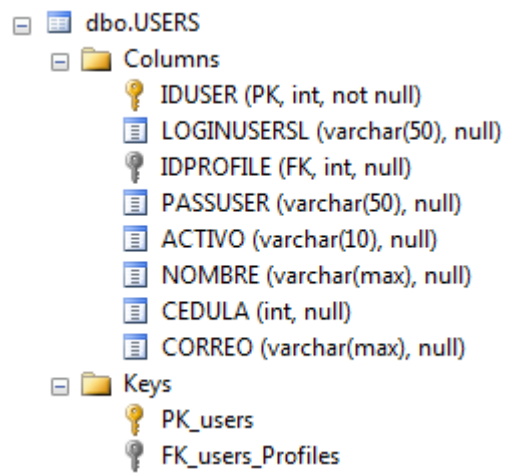 dbo.USERS
Columns
IDUSER (PK, int, not null)
LOGINUSERSL (varchar(50), null)
IDPROFILE (FK, int, null)
PASSUSER (varchar(50), null)
ACTIVO (varchar(10), null)
NOMBRE (varchar(max), null)
CEDULA (int, null)
CORREO (varchar(max), null)
Keys
PK_users
FK_users_Profiles